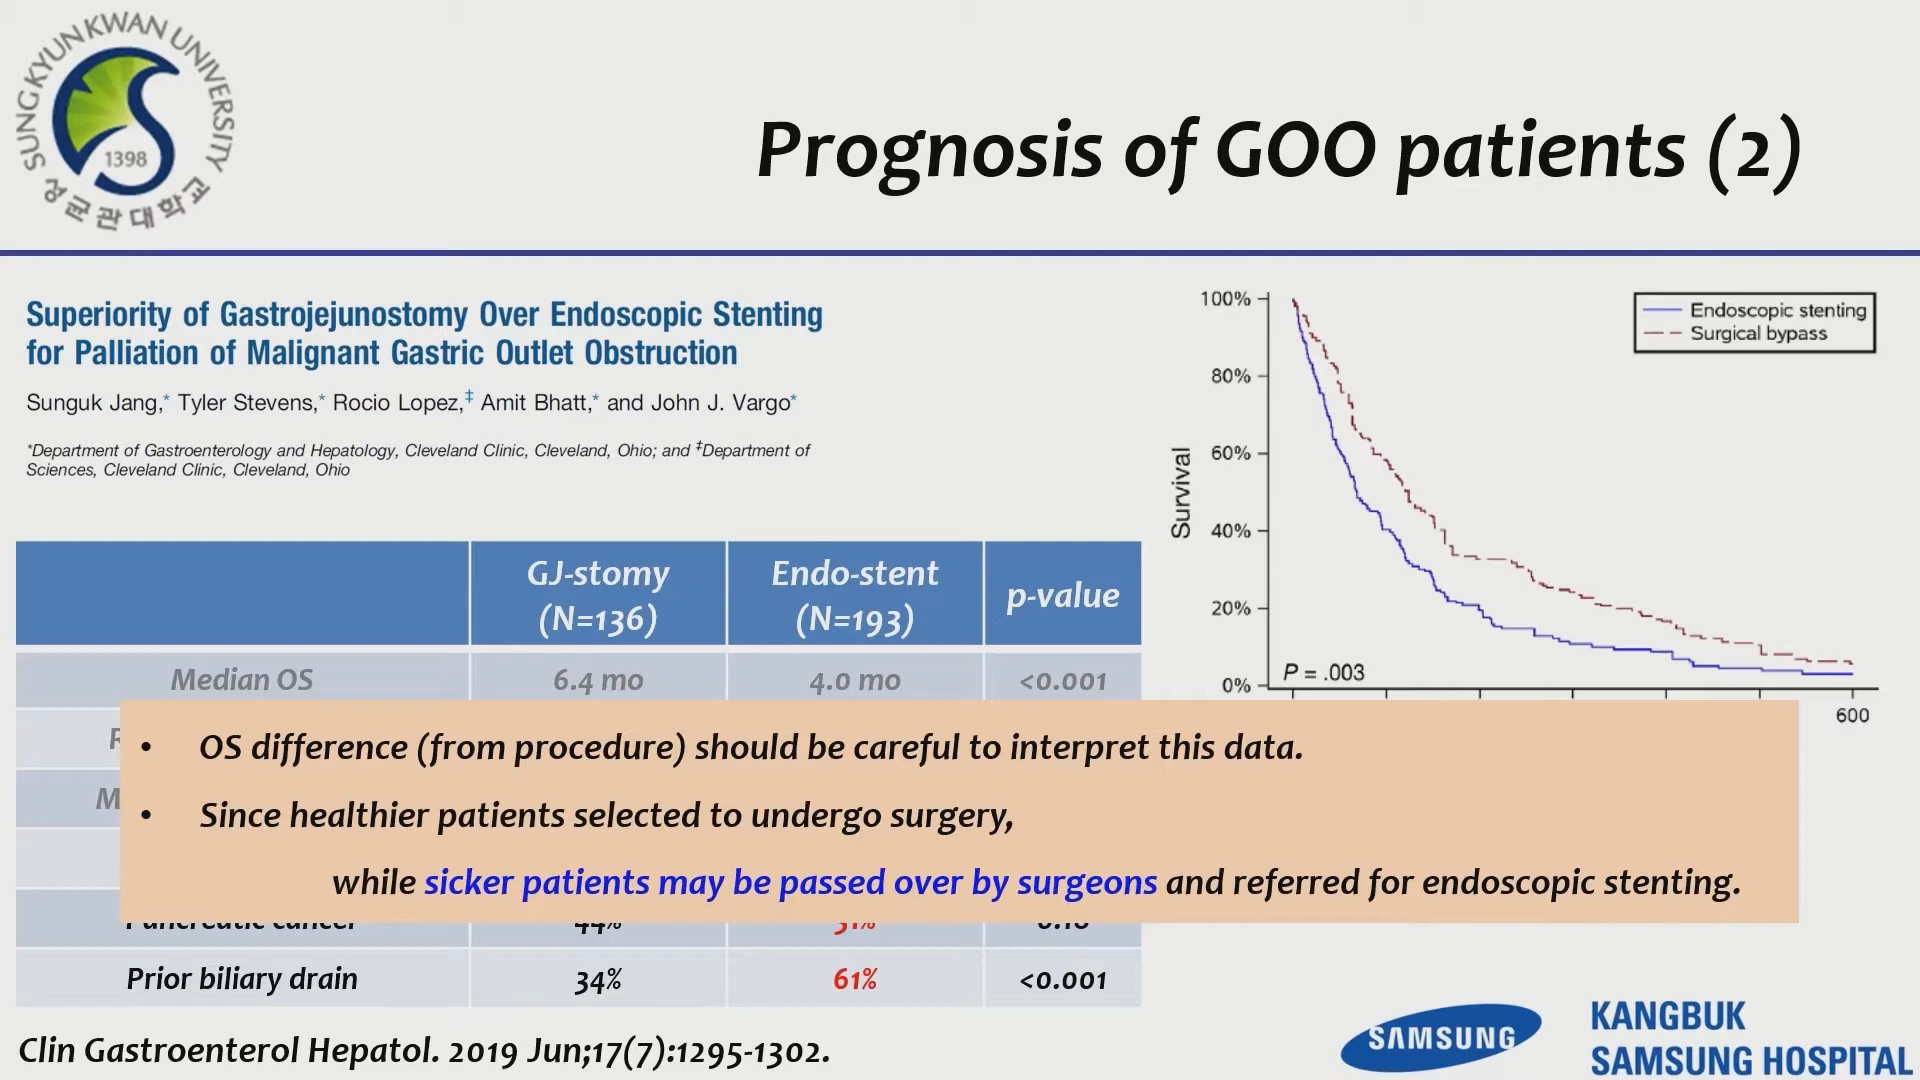 SUNGKYUNKWAN UNIVERSITY
1398
성균관대학교
Prognosis of GOO patients (2)
Superiority of Gastrojejunostomy Over Endoscopic Stenting
for Palliation of Malignant Gastric Outlet Obstruction
Sunguk Jang,* Tyler Stevens,* Rocio Lopez,‡ Amit Bhatt,* and John J. Vargo*
*Department of Gastroenterology and Hepatology, Cleveland Clinic, Cleveland, Ohio; and ‡Department of
Sciences, Cleveland Clinic, Cleveland, Ohio
GJ-stomy
(N=136)
Endo-stent
(N=193)
p-value
Median OS 6.4 mo 4.0 mo <0.001
Pancreatic cancer 44%
Prior biliary drain 34% 61% <0.001
100%
80%
60%
40%
20%
0%
Survival
Endoscopic stenting
Surgical bypass
P = .003
600
• OS difference (from procedure) should be careful to interpret this data.
• Since healthier patients selected to undergo surgery,
while sicker patients may be passed over by surgeons and referred for endoscopic stenting.
Clin Gastroenterol Hepatol. 2019 Jun;17(7):1295-1302.
SAMSUNG
KANGBUK
SAMSUNG HOSPITAL